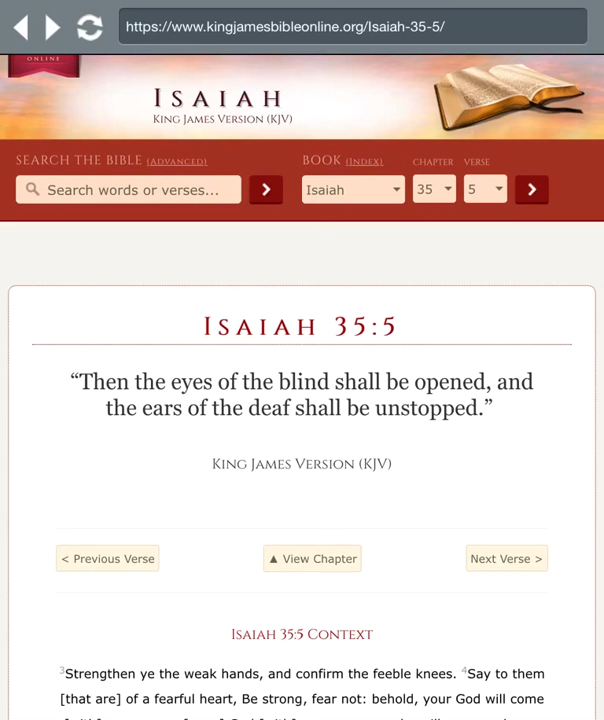 https://www.kingjamesbibleonline.org/Isaiah-35-5/
ONLINE
ISAIAH
KING JAMES VERSION (KJV)
SEARCH THE BIBLE (ADVANCED) BOOK (INDEX) CHAPTER VERSE
Search words or verses... Isaiah 35 5
ISAIAH 35:5
“Then the eyes of the blind shall be opened, and
the ears of the deaf shall be unstopped.”
KING JAMES VERSION (KJV)
< Previous Verse ▲ View Chapter Next Verse >
ISAIAH 35:5 CONTEXT
3Strengthen ye the weak hands, and confirm the feeble knees. 4Say to them
[that are] of a fearful heart, Be strong, fear not: behold, your God will come